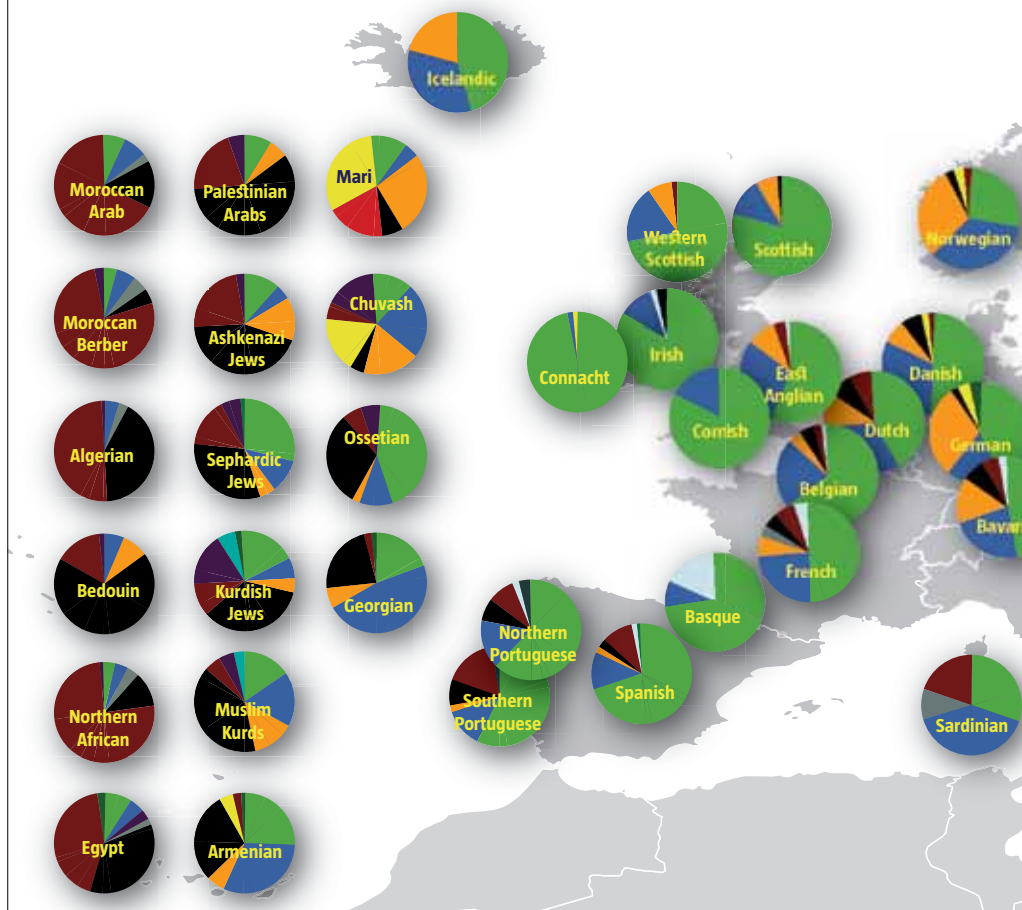 Icelandic
Moroccan
Arab
Palestinian
Arabs
Mari
Western
Scottish
Scottish
Norwegian
Moroccan
Berber
Ashkenazi
Jews
Chuvash
Connacht
Irish
East
Anglian
Danish
Cornish
Dutch
German
Algerian
Sephardic
Jews
Ossetian
Belgian
Bavar
French
Bedouin
Kurdish
Jews
Georgian
Basque
Northern
Portuguese
Spanish
Southern
Portuguese
Northern
African
Muslim
Kurds
Sardinian
Egypt
Armenian